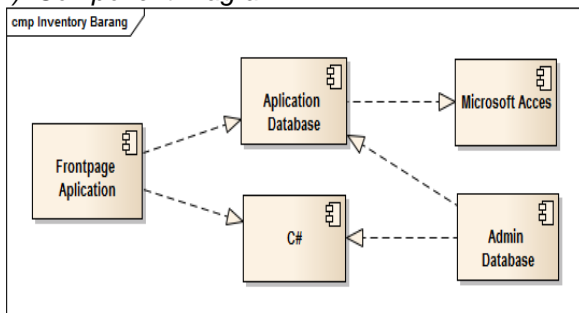 cmp Inventory Barang
Aplication
Database
Microsoft Acces
Frontpage
Aplication
C#
Admin
Database